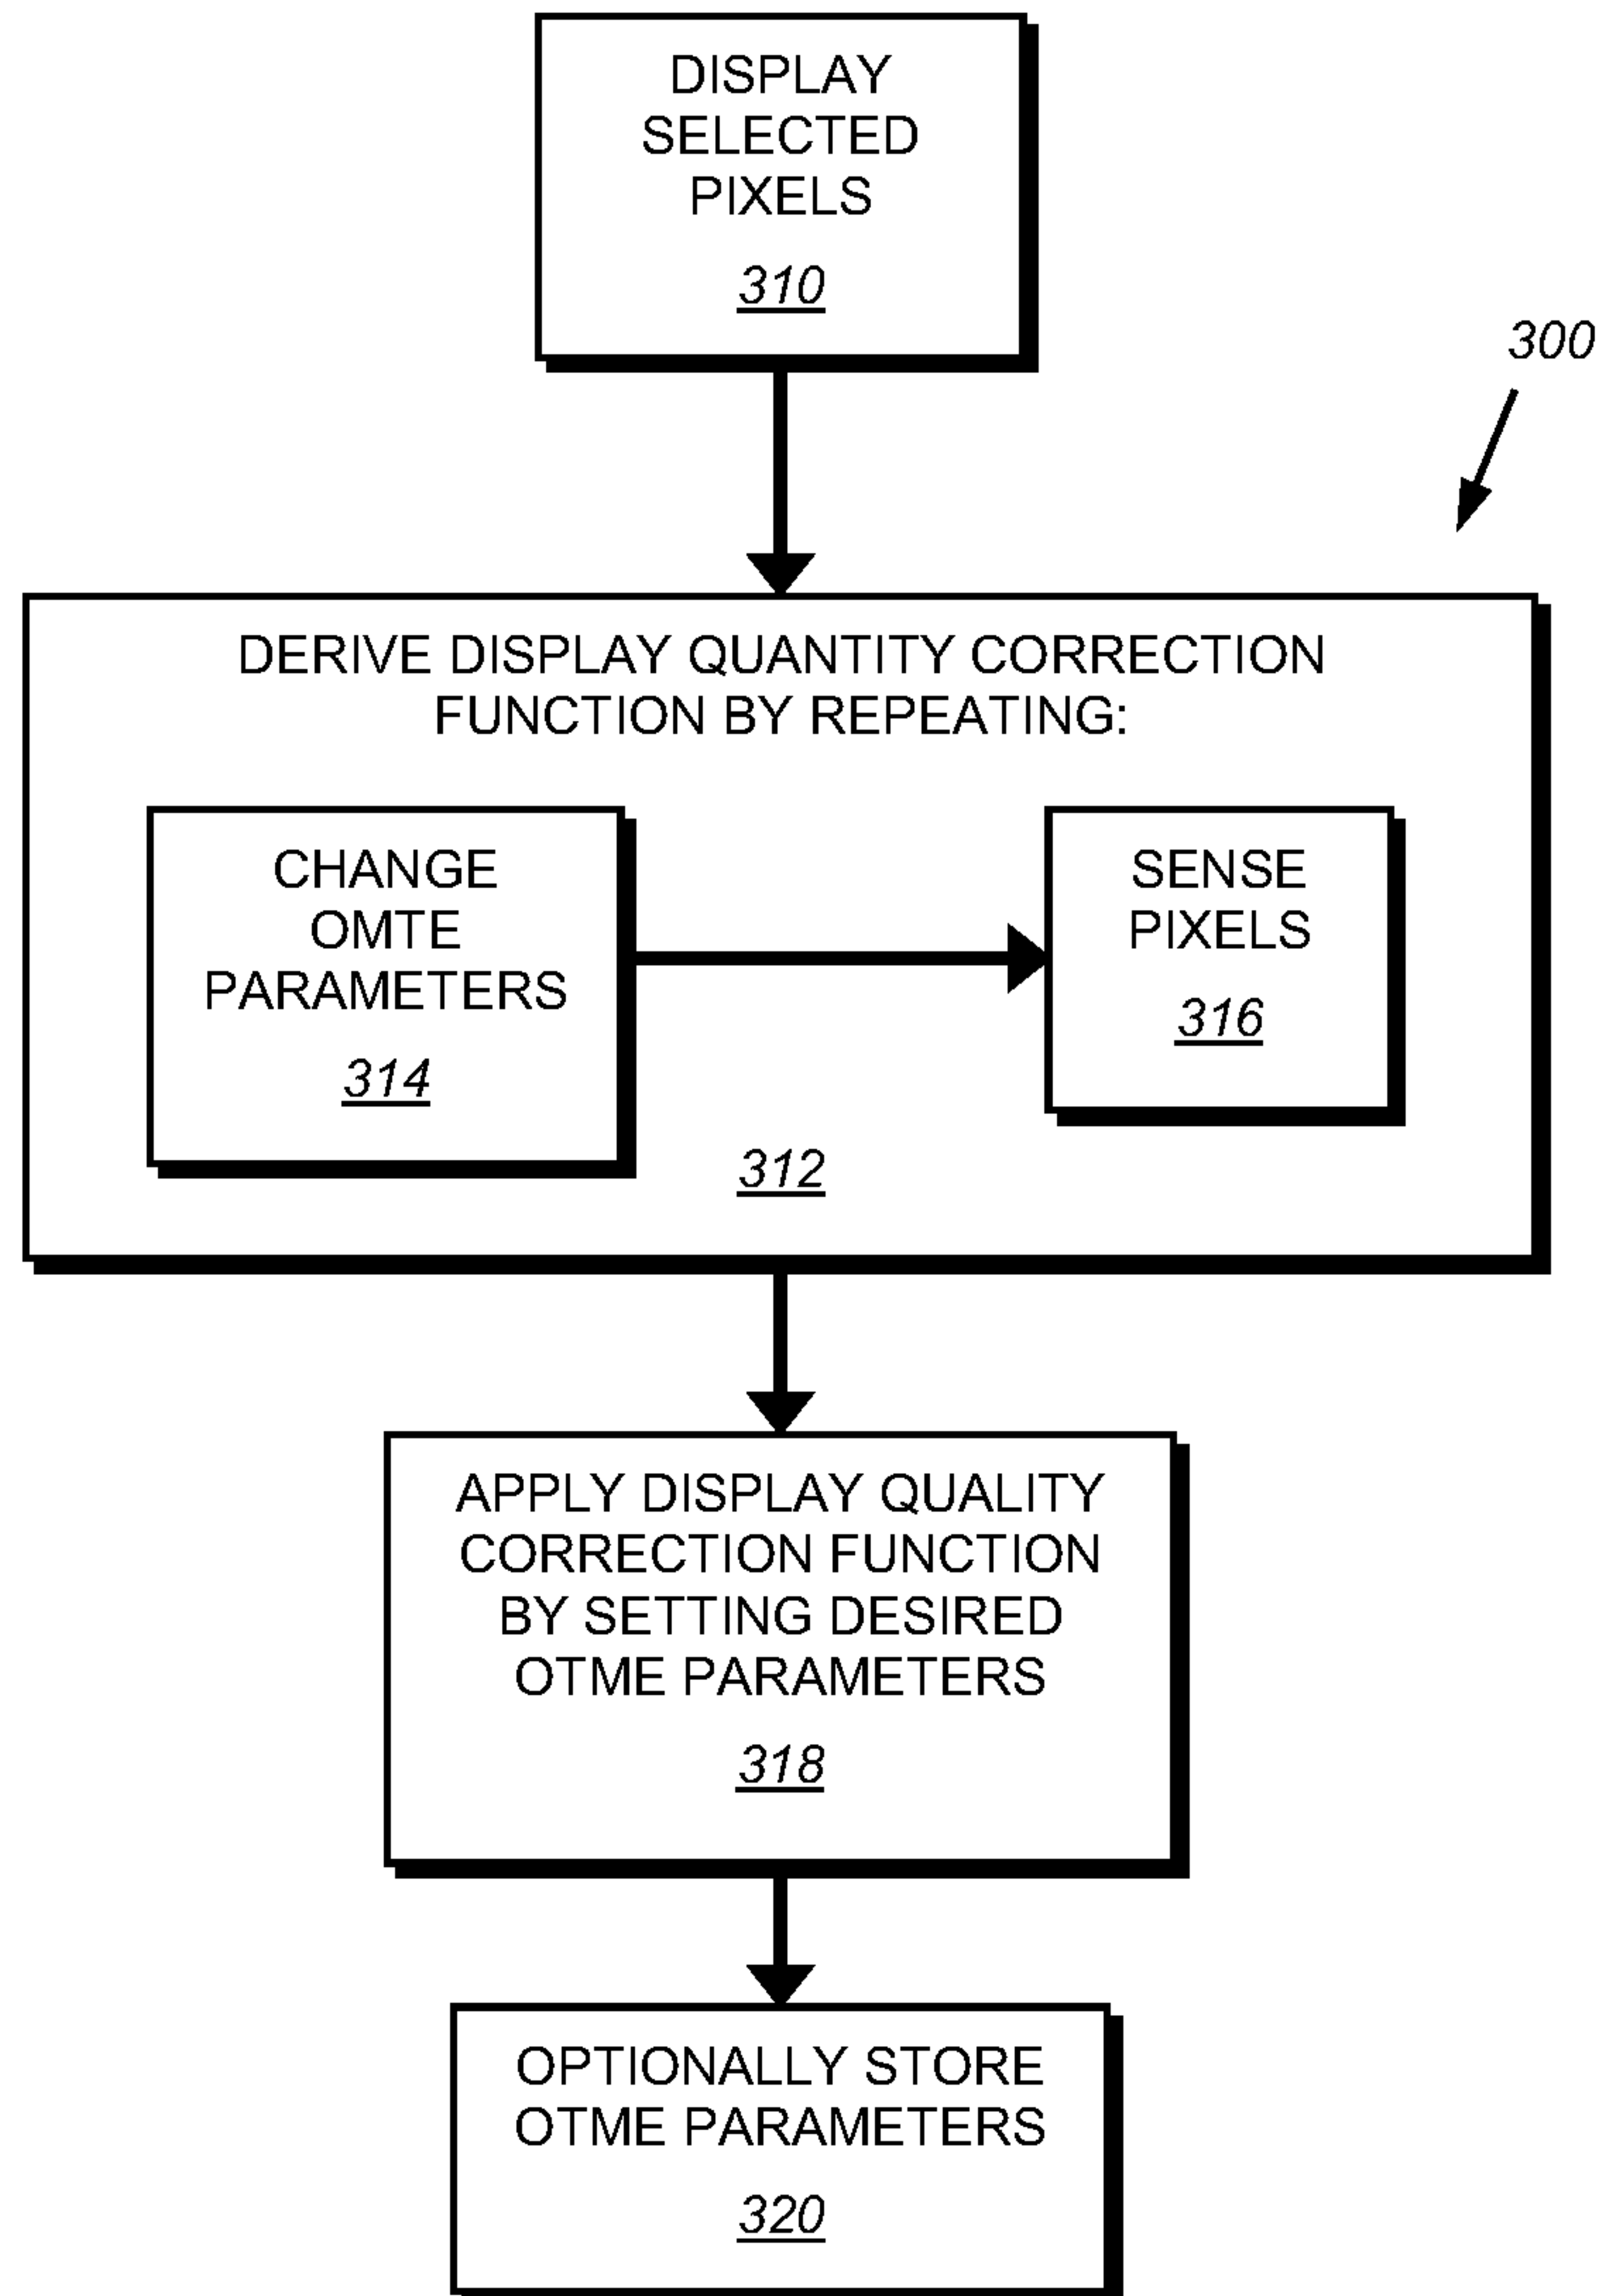 DISPLAY
SELECTED
PIXELS
310
300
DERIVE DISPLAY QUANTITY CORRECTION
FUNCTION BY REPEATING:
CHANGE
OMTE
PARAMETERS
314
SENSE
PIXELS
316
312
APPLY DISPLAY QUALITY
CORRECTION FUNCTION
BY SETTING DESIRED
OTME PARAMETERS
318
OPTIONALLY STORE
OTME PARAMETERS
320